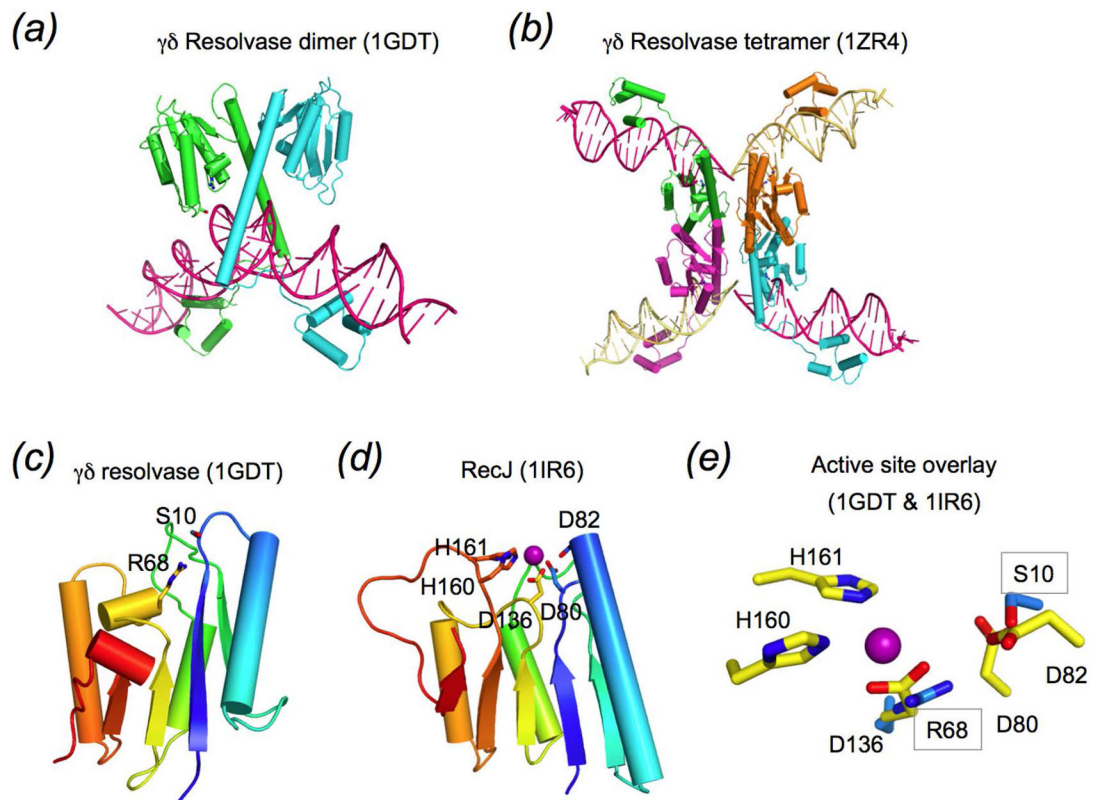 (a)
γδ Resolvase dimer (1GDT)
(b)
γδ Resolvase tetramer (1ZR4)
(c)
γδ resolvase (1GDT)
S10
R68
(d)
RecJ (1IR6)
D82
H161
H160
D136
D80
(e)
Active site overlay
(1GDT & 1IR6)
H161
S10
H160
D82
D80
R68
D136